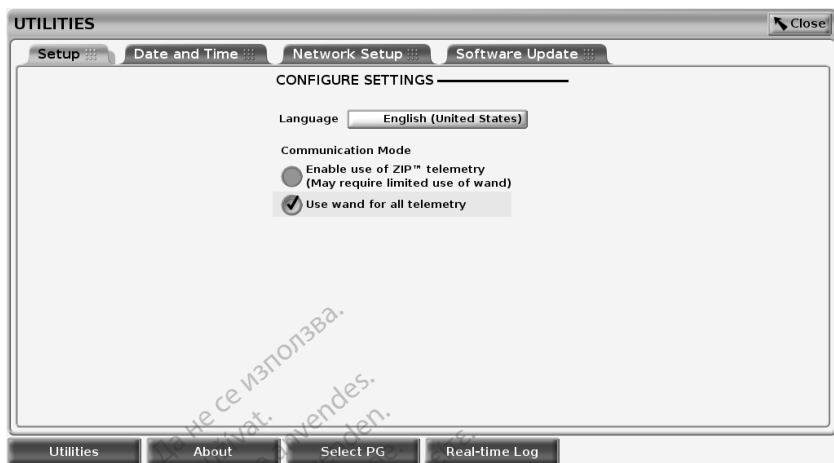 UTILITIES
Close
Setup
Date and Time
Network Setup
Software Update
CONFIGURE SETTINGS
Language English (United States)
Communication Mode
Enable use of ZIP™ telemetry
(May require limited use of wand)
Use wand for all telemetry
Да не се използва.
Utilities
About
Select PG
Real-time Log